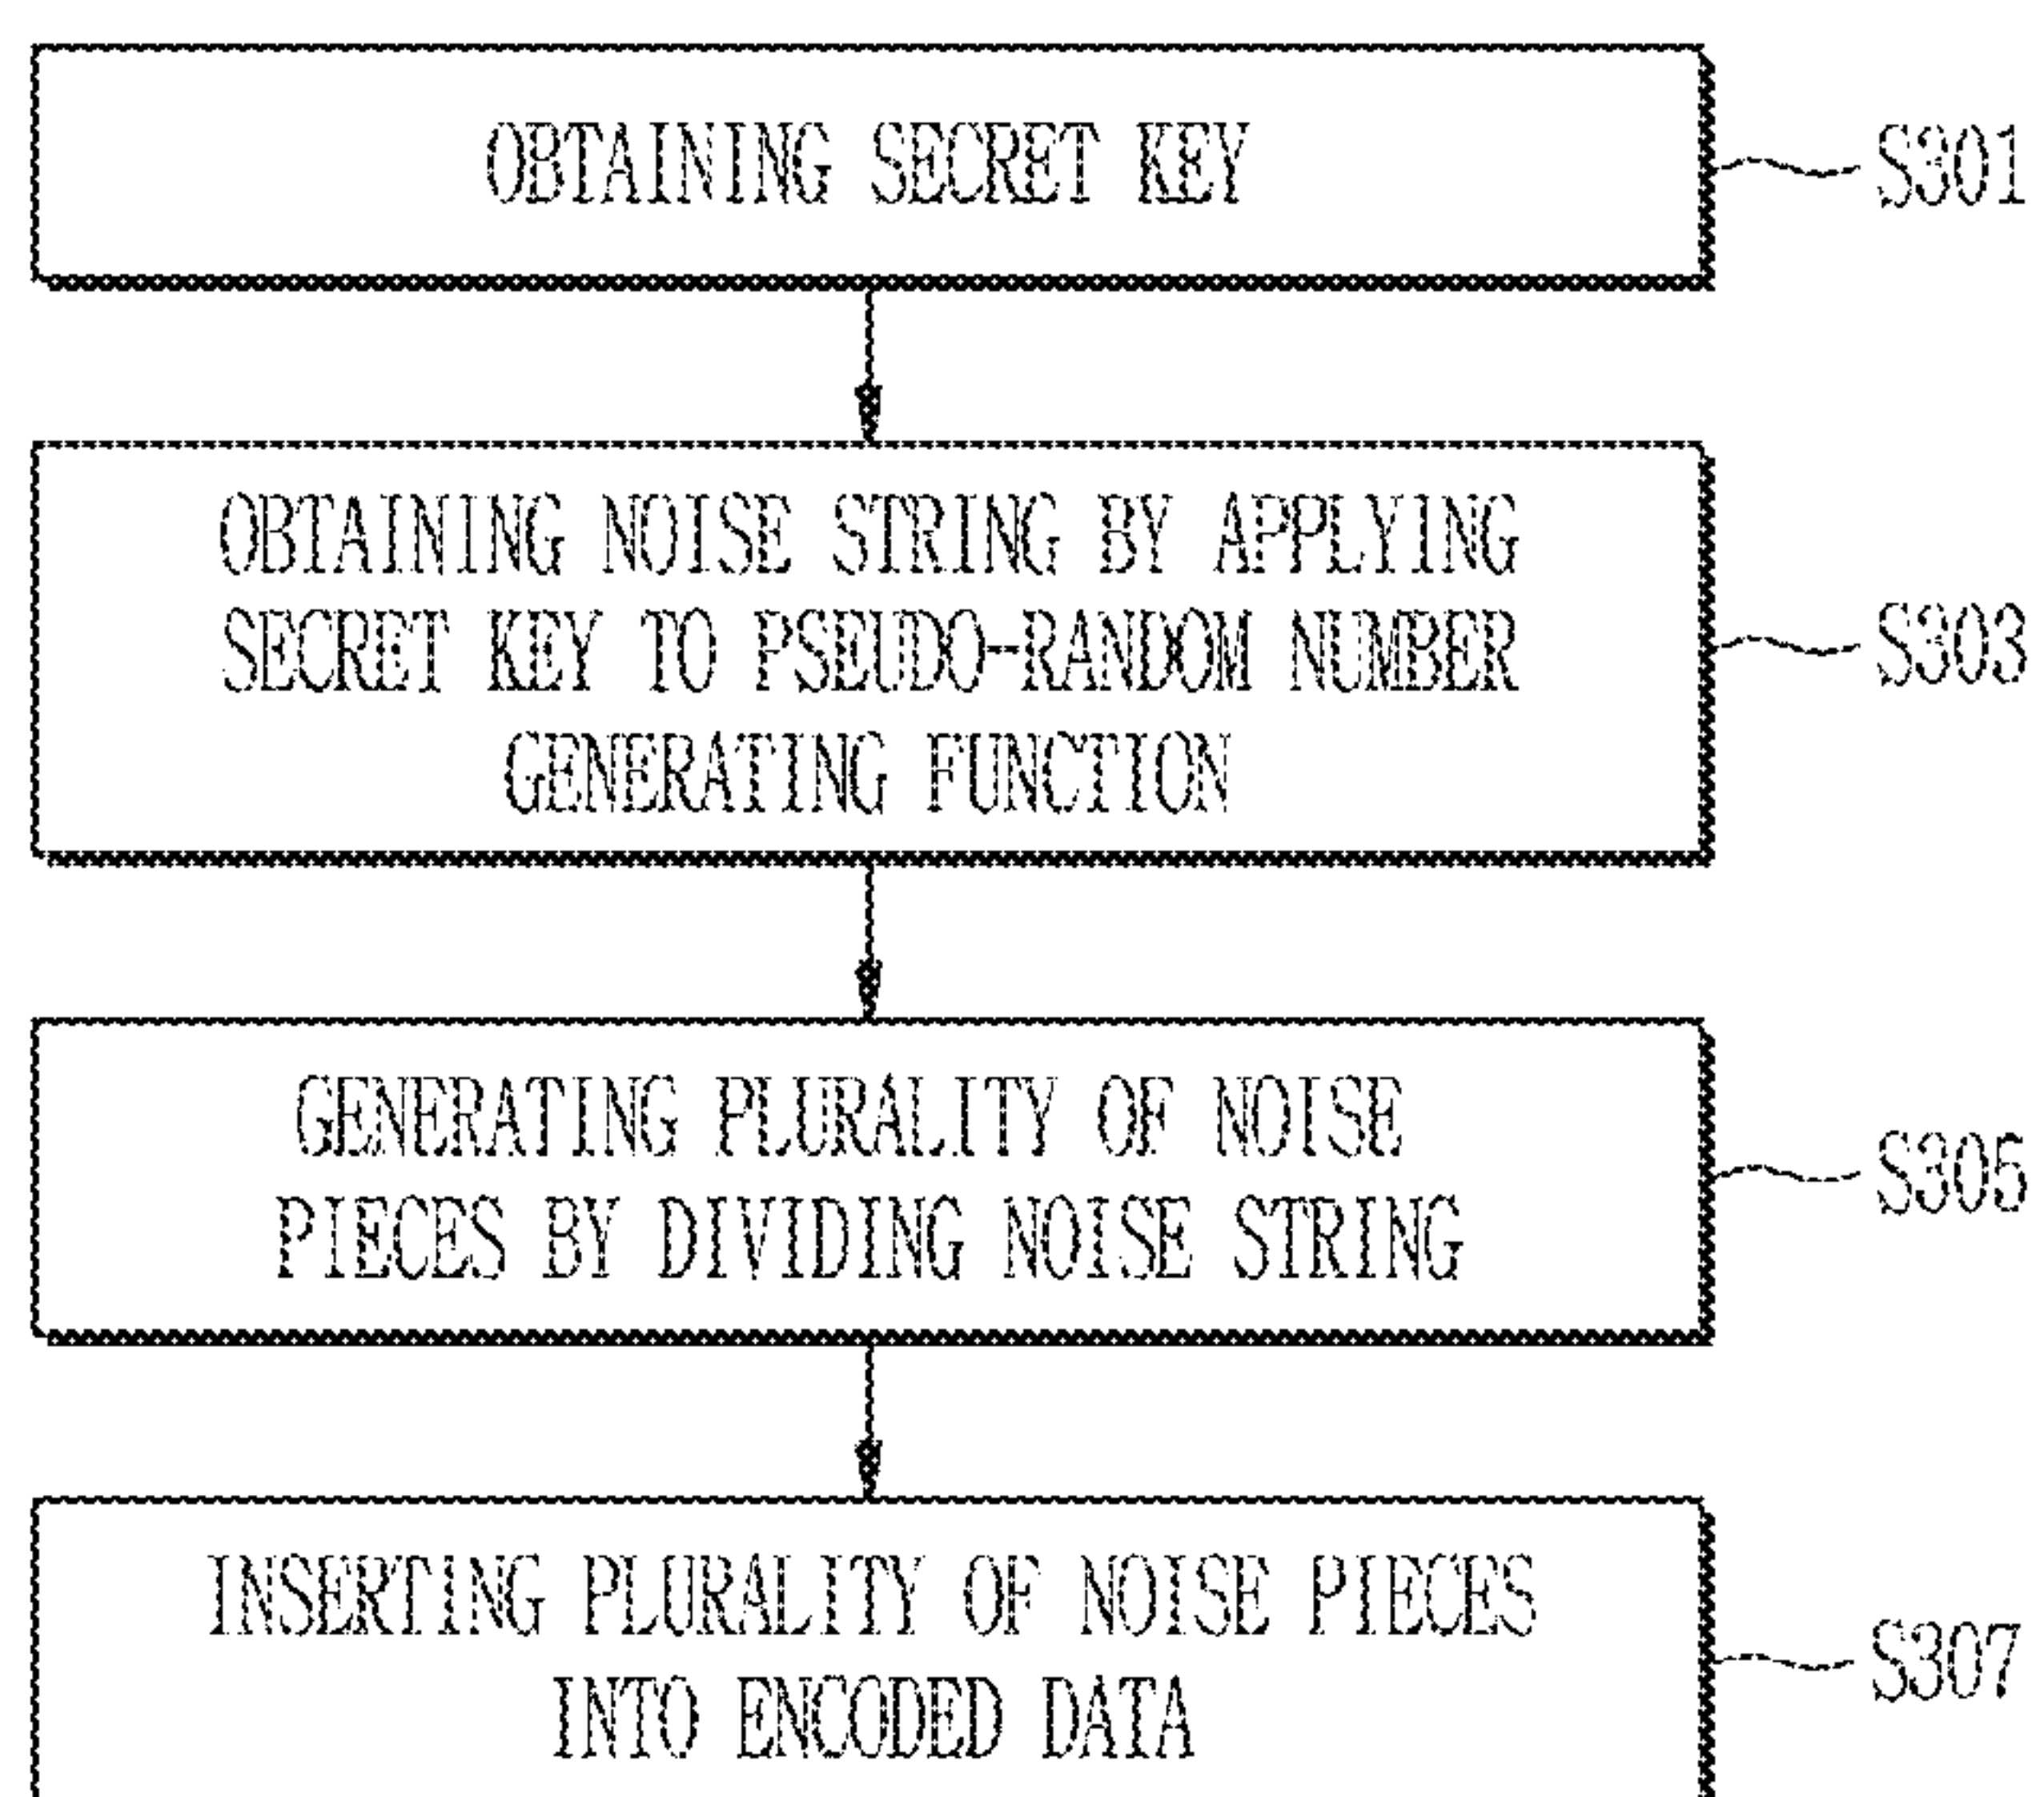 OBTAINING SECRET KEY
S301
OBTAINING NOISE STRING BY APPLYING
SECRET KEY TO PSEUDO-RANDOM NUMBER
GENERATING FUNCTION
S303
GENERATING PLURALITY OF NOISE
PIECES BY DIVIDING NOISE STRING
S305
INSERTING PLURALITY OF NOISE PIECES
INTO ENCODED DATA
S307